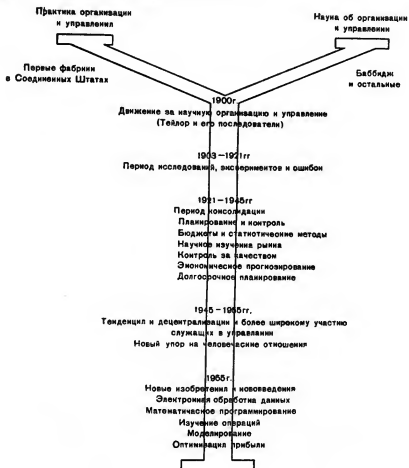 Практика организации
и управления
Наука об организации
и управлении
Первые фабрики
в Соединенных Штатах
Баббидж
и остальные
1900г.
Движение за научную организацию и управление
(Тейлор и его последователи)
1903-1921гг
Период исследований, экспериментов и ошибок
1921-1945гг
Период консолидации
Планирование и контроль
Бюджеты и статистические методы
Научное изучение рынка
Контроль за качеством
Экономическое прогнозирование
Долгосрочное планирование
1945-1955гг.
Тенденция и децентрализации и более широкому участию
служащих в управлении
Новый упор на человеческие отношения
1955г.
Новые изобретения и нововведения
Электронная обработка данных
Математическое программирование
Изучение операций
Моделирование
Оптимизация прибыли